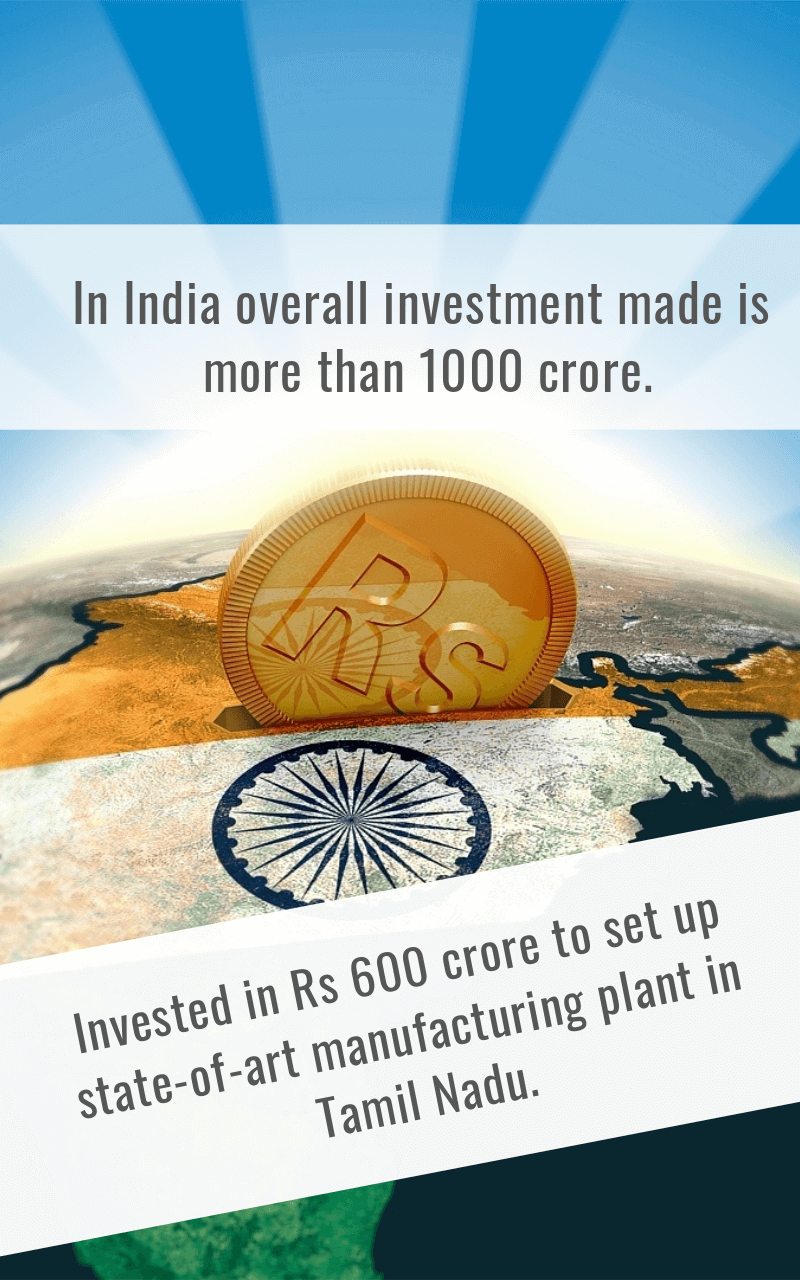 In India overall investment made is
more than 1000 crore.
Rs
Invested in Rs 600 crore to set up
state-of-art manufacturing plant in
Tamil Nadu.